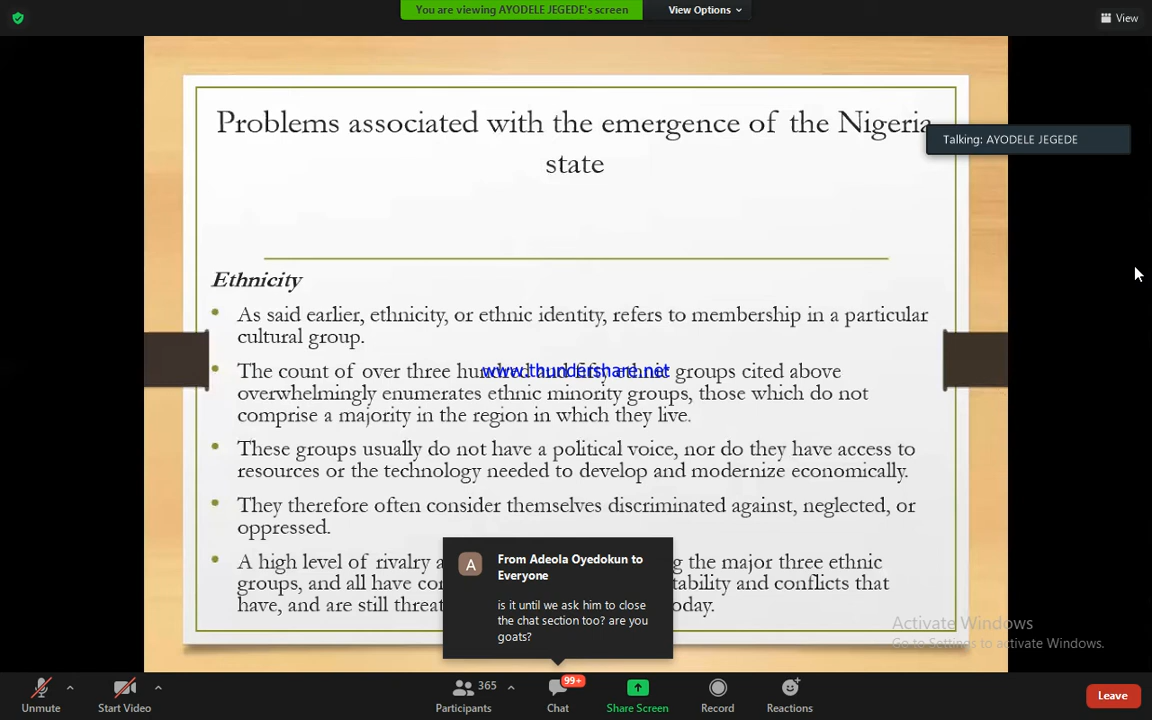 You are viewing AYODELE JEGEDE's screen
View Options
View
Problems associated with the emergence of the Nigeria
state
Talking: AYODELE JEGEDE
Ethnicity
As said earlier, ethnicity, or ethnic identity, refers to membership in a particular
cultural group.
The count of over three hundred and fifty ethnic groups cited above
www.thundershare.net
overwhelmingly enumerates ethnic minority groups, those which do not
comprise a majority in the region in which they live.
These groups usually do not have a political voice, nor do they have access to
resources or the technology needed to develop and modernize economically.
They therefore often consider themselves discriminated against, neglected, or
oppressed.
A high level of rivalry the major three ethnic
groups, and all have and conflicts that
have, and are still today.
From Adeola Oyedokun to
Everyone
A
is it until we ask him to close
the chat section too? are you
goats?
Activate Windows
Go to Settings to activate Windows.
Unmute
Start Video
365
Participants
99+
Chat
Share Screen
Record
Reactions
Leave